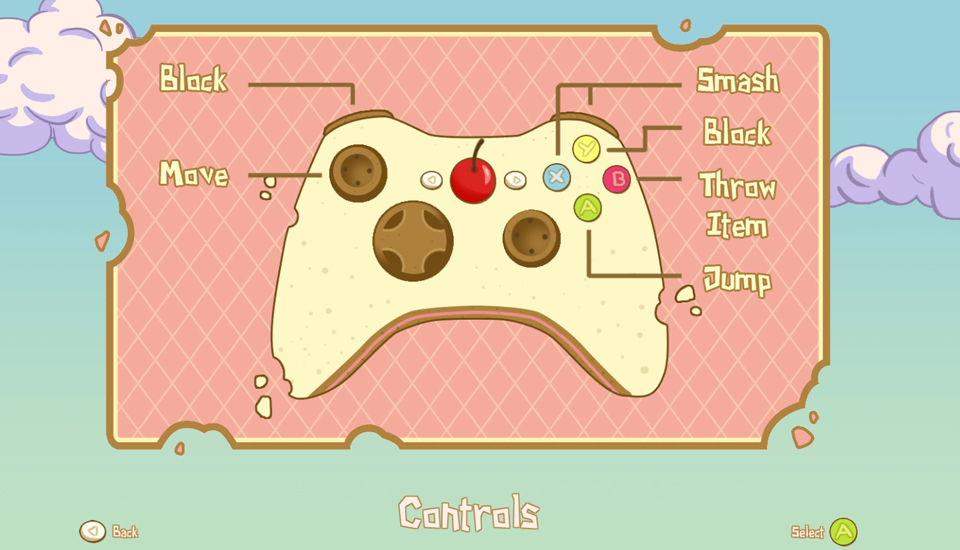 Block
Move
Smash
Block
Throw
Item
Jump
Y
X
B
A
Controls
Back
Select A